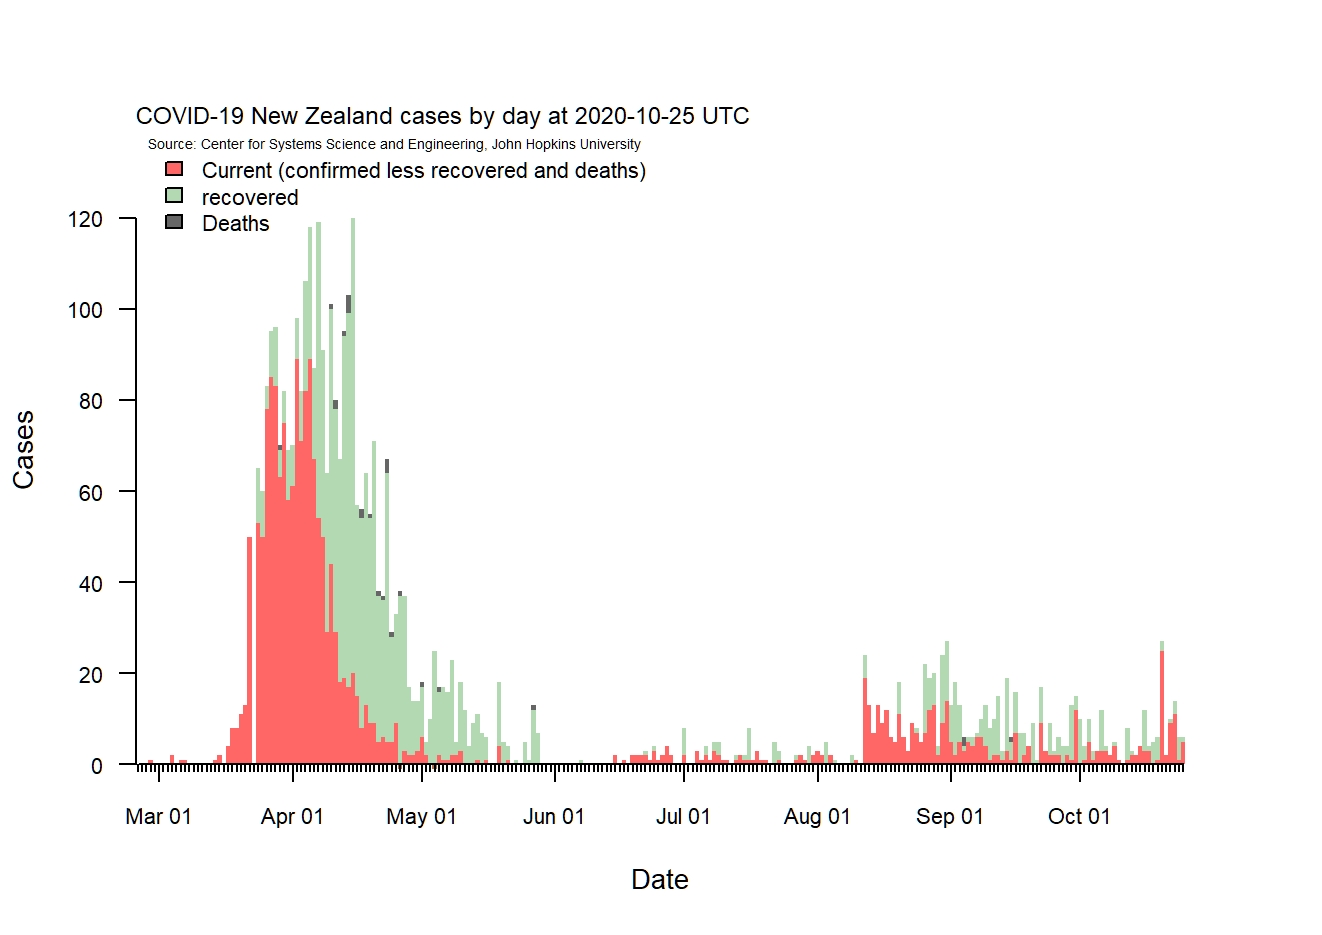 COVID-19 New Zealand cases by day at 2020-10-25 UTC
Source: Center for Systems Science and Engineering, John Hopkins University
Current (confirmed less recovered and deaths)
recovered
Deaths
120
100
80
60
40
20
0
Cases
Mar 01 Apr 01 May 01 Jun 01 Jul 01 Aug 01 Sep 01 Oct 01
Date